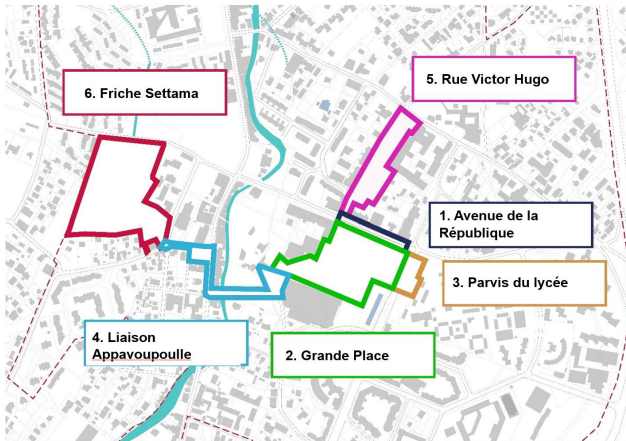 6. Friche Settama
5. Rue Victor Hugo
1. Avenue de la
République
3. Parvis du lycée
4. Liaison
Appavoupoulle
2. Grande Place